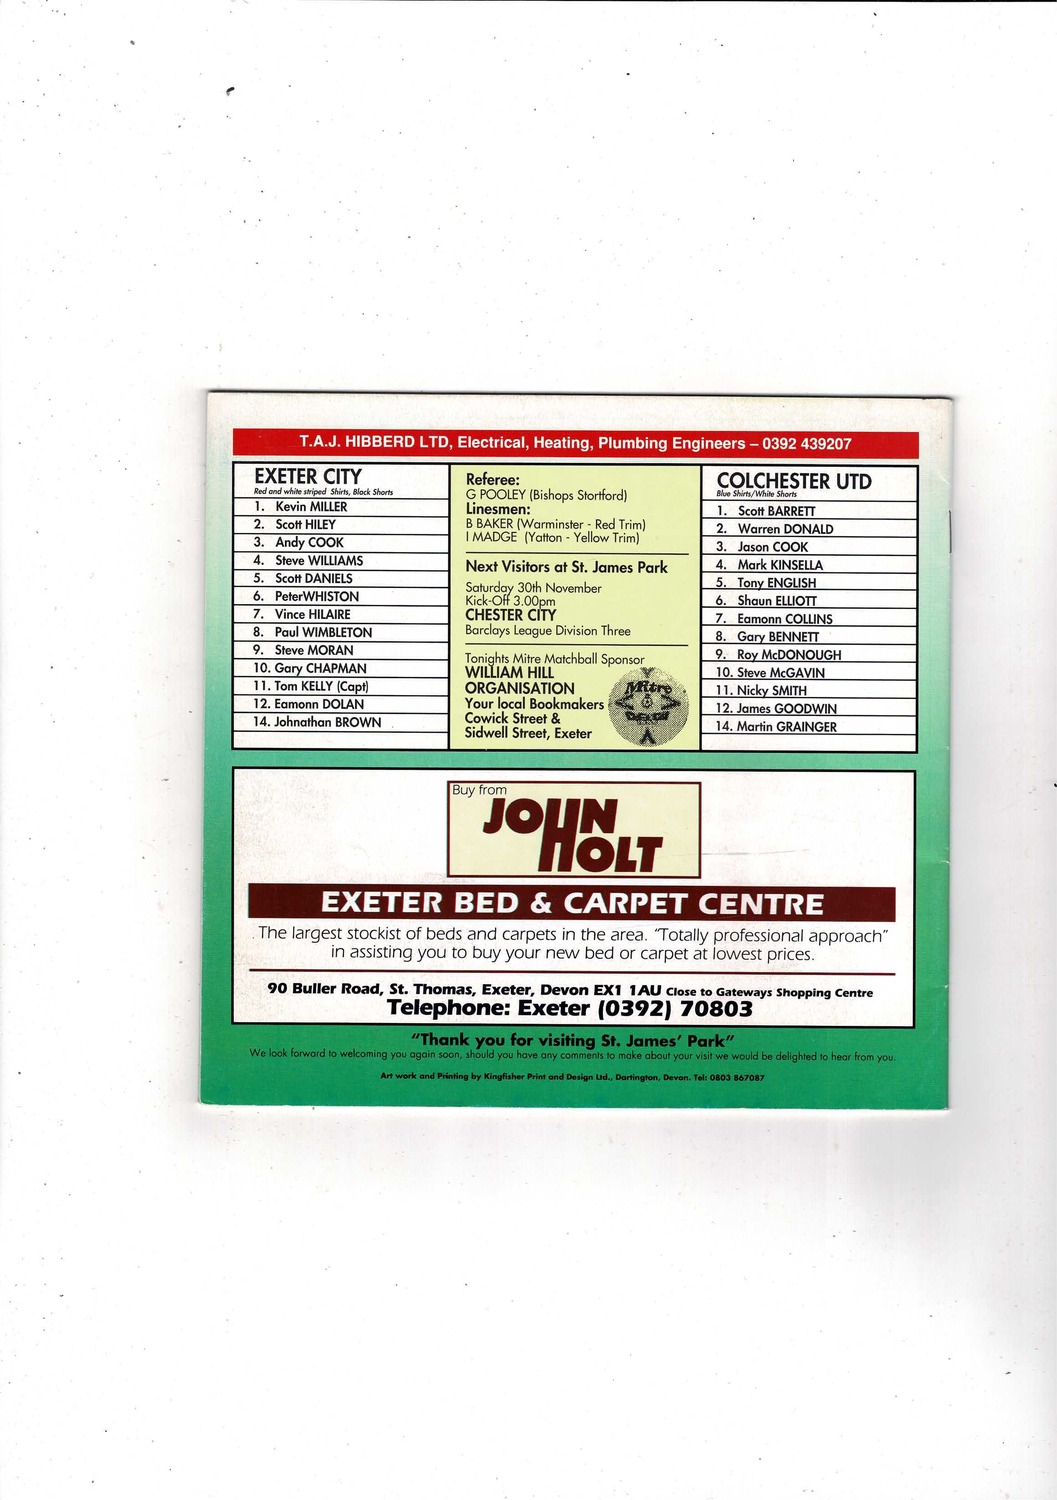 T.A.J. HIBBERD LTD, Electrical, Heating, Plumbing Engineers – 0392 439207
EXETER CITY
Red and white striped Shirts, Black Shorts
1. Kevin MILLER
2. Scott HILEY
3. Andy COOK
4. Steve WILLIAMS
5. Scott DANIELS
6. PeterWHISTON
7. Vince HILAIRE
8. Paul WIMBLETON
9. Steve MORAN
10. Gary CHAPMAN
11. Tom KELLY (Capt)
12. Eamonn DOLAN
14. Johnathan BROWN
Referee:
G POOLEY (Bishops Stortford)
Linesmen:
B BAKER (Warminster - Red Trim)
I MADGE (Yatton - Yellow Trim)
Next Visitors at St. James Park
Saturday 30th November
Kick-Off 3.00pm
CHESTER CITY
Barclays League Division Three
Tonights Mitre Matchball Sponsor
WILLIAM HILL
ORGANISATION
Your local Bookmakers
Cowick Street &
Sidwell Street, Exeter
Mitre
COLCHESTER UTD
Blue Shirts/White Shorts
1. Scott BARRETT
2. Warren DONALD
3. Jason COOK
4. Mark KINSELLA
5. Tony ENGLISH
6. Shaun ELLIOTT
7. Eamonn COLLINS
8. Gary BENNETT
9. Roy McDONOUGH
10. Steve McGAVIN
11. Nicky SMITH
12. James GOODWIN
14. Martin GRAINGER
Buy from
JOHN
HOLT
EXETER BED & CARPET CENTRE
The largest stockist of beds and carpets in the area. "Totally professional approach"
in assisting you to buy your new bed or carpet at lowest prices.
90 Buller Road, St. Thomas, Exeter, Devon EX1 1AU Close to Gateways Shopping Centre
Telephone: Exeter (0392) 70803
"Thank you for visiting St. James' Park"
We look forward to welcoming you again soon, should you have any comments to make about your visit we would be delighted to hear from you.
Art work and Printing by Kingfisher Print and Design Ltd., Dartington, Devon. Tel: 0803 867087